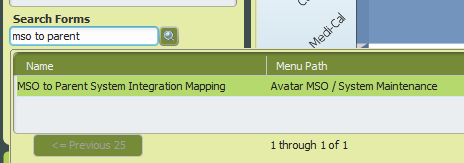 Search Forms
mso to parent
Medi-Cal
Name Menu Path
MSO to Parent System Integration Mapping Avatar MSO / System Maintenance
<= Previous 25 1 through 1 of 1